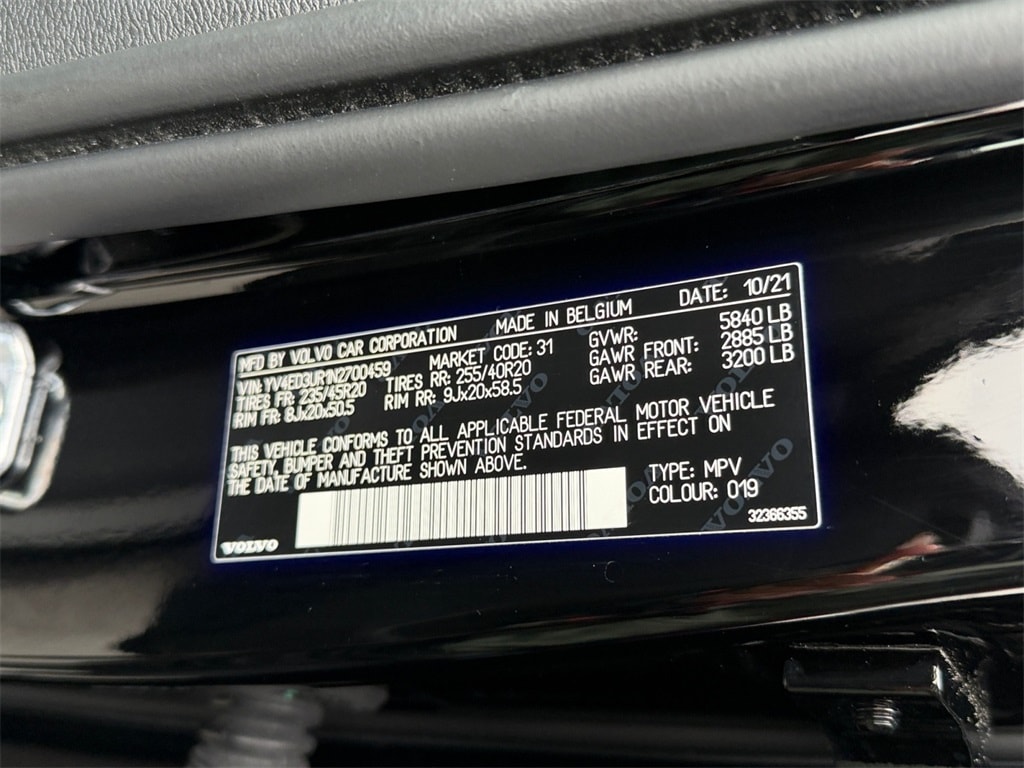 MFD BY VOLVO CAR CORPORATION MADE IN BELGIUM DATE: 10/21
VIN: YV4ED3UR1N2700459 MARKET CODE: 31 GVWR: 5840 LB
TIRES FR: 235/45R20 TIRES RR: 255/40R20 GAWR FRONT: 2885 LB
RIM FR: 8Jx20x50.5 RIM RR: 9Jx20x58.5 GAWR REAR: 3200 LB
THIS VEHICLE CONFORMS TO ALL APPLICABLE FEDERAL MOTOR VEHICLE
SAFETY, BUMPER AND THEFT PREVENTION STANDARDS IN EFFECT ON
THE DATE OF MANUFACTURE SHOWN ABOVE.
TYPE: MPV
COLOUR: 019
VOLVO 32366355